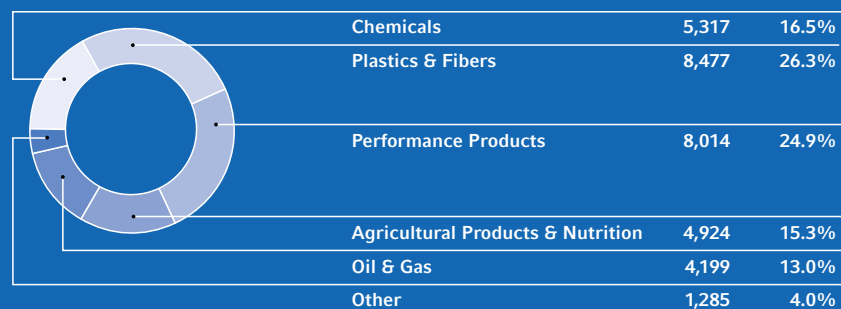 Chemicals 5,317 16.5%
Plastics & Fibers 8,477 26.3%
Performance Products 8,014 24.9%
Agricultural Products & Nutrition 4,924 15.3%
Oil & Gas 4,199 13.0%
Other 1,285 4.0%